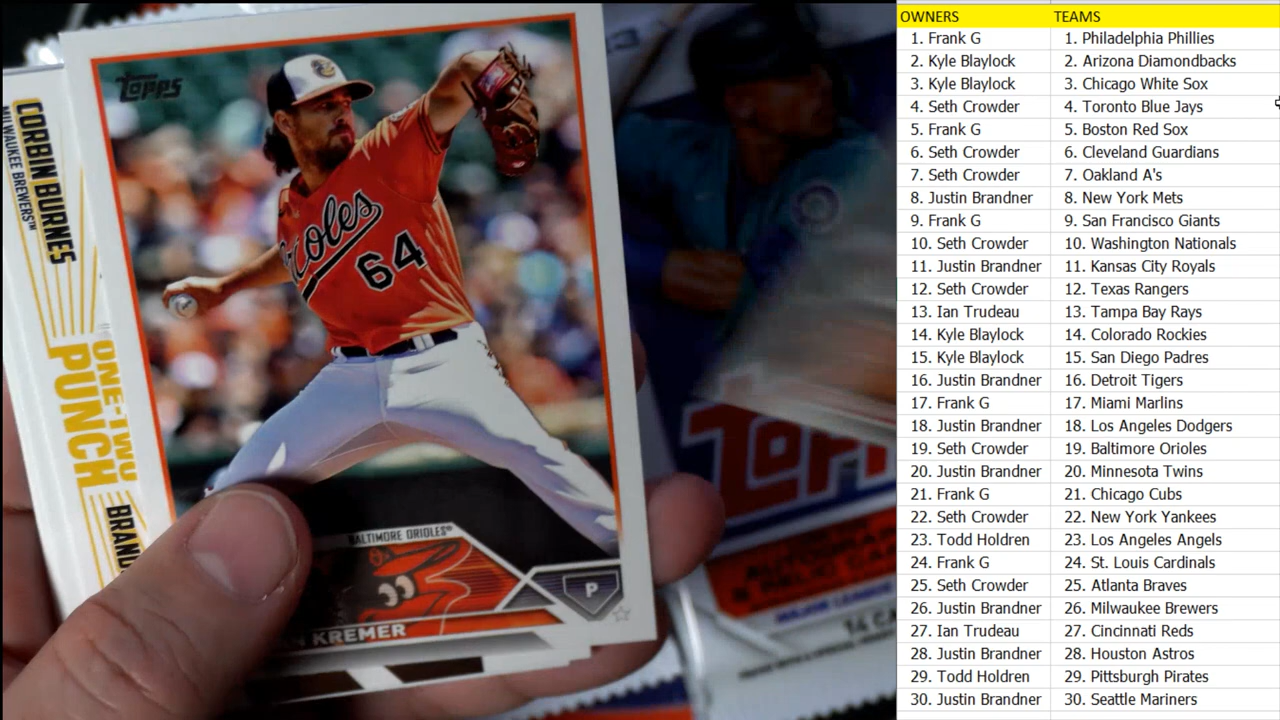 topps
Orioles
64
BALTIMORE ORIOLES™
KREMER
P
CORBIN BURNES
MILWAUKEE BREWERS™
ONE-TWO
PUNCH
OWNERS TEAMS
1. Frank G 1. Philadelphia Phillies
2. Kyle Blaylock 2. Arizona Diamondbacks
3. Kyle Blaylock 3. Chicago White Sox
4. Seth Crowder 4. Toronto Blue Jays
5. Frank G 5. Boston Red Sox
6. Seth Crowder 6. Cleveland Guardians
7. Seth Crowder 7. Oakland A's
8. Justin Brandner 8. New York Mets
9. Frank G 9. San Francisco Giants
10. Seth Crowder 10. Washington Nationals
11. Justin Brandner 11. Kansas City Royals
12. Seth Crowder 12. Texas Rangers
13. Ian Trudeau 13. Tampa Bay Rays
14. Kyle Blaylock 14. Colorado Rockies
15. Kyle Blaylock 15. San Diego Padres
16. Justin Brandner 16. Detroit Tigers
17. Frank G 17. Miami Marlins
18. Justin Brandner 18. Los Angeles Dodgers
19. Seth Crowder 19. Baltimore Orioles
20. Justin Brandner 20. Minnesota Twins
21. Frank G 21. Chicago Cubs
22. Seth Crowder 22. New York Yankees
23. Todd Holdren 23. Los Angeles Angels
24. Frank G 24. St. Louis Cardinals
25. Seth Crowder 25. Atlanta Braves
26. Justin Brandner 26. Milwaukee Brewers
27. Ian Trudeau 27. Cincinnati Reds
28. Justin Brandner 28. Houston Astros
29. Todd Holdren 29. Pittsburgh Pirates
30. Justin Brandner 30. Seattle Mariners